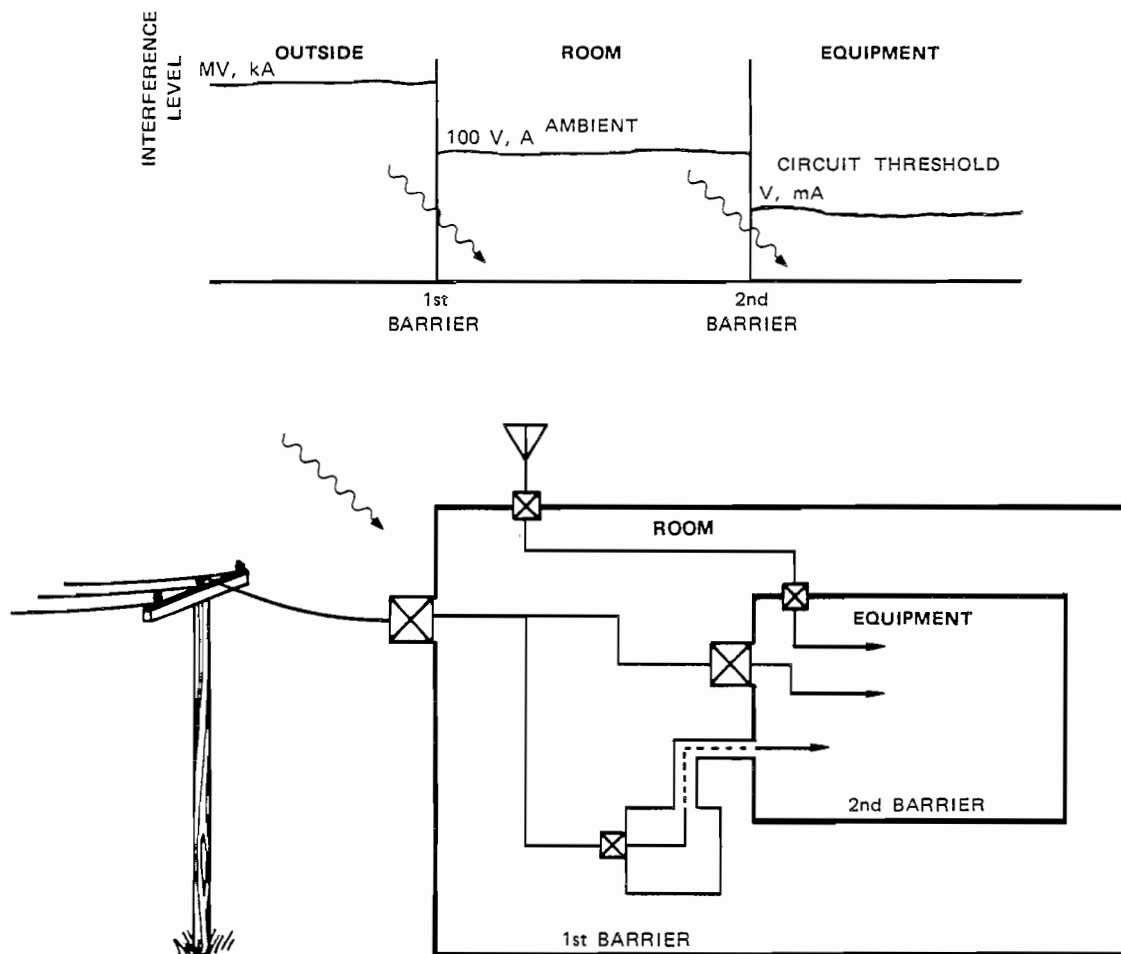 INTERFERENCE
LEVEL
OUTSIDE
ROOM
EQUIPMENT
MV, kA
100 V, A
AMBIENT
CIRCUIT THRESHOLD
V, mA
1st
BARRIER
2nd
BARRIER
ROOM
EQUIPMENT
2nd BARRIER
1st BARRIER